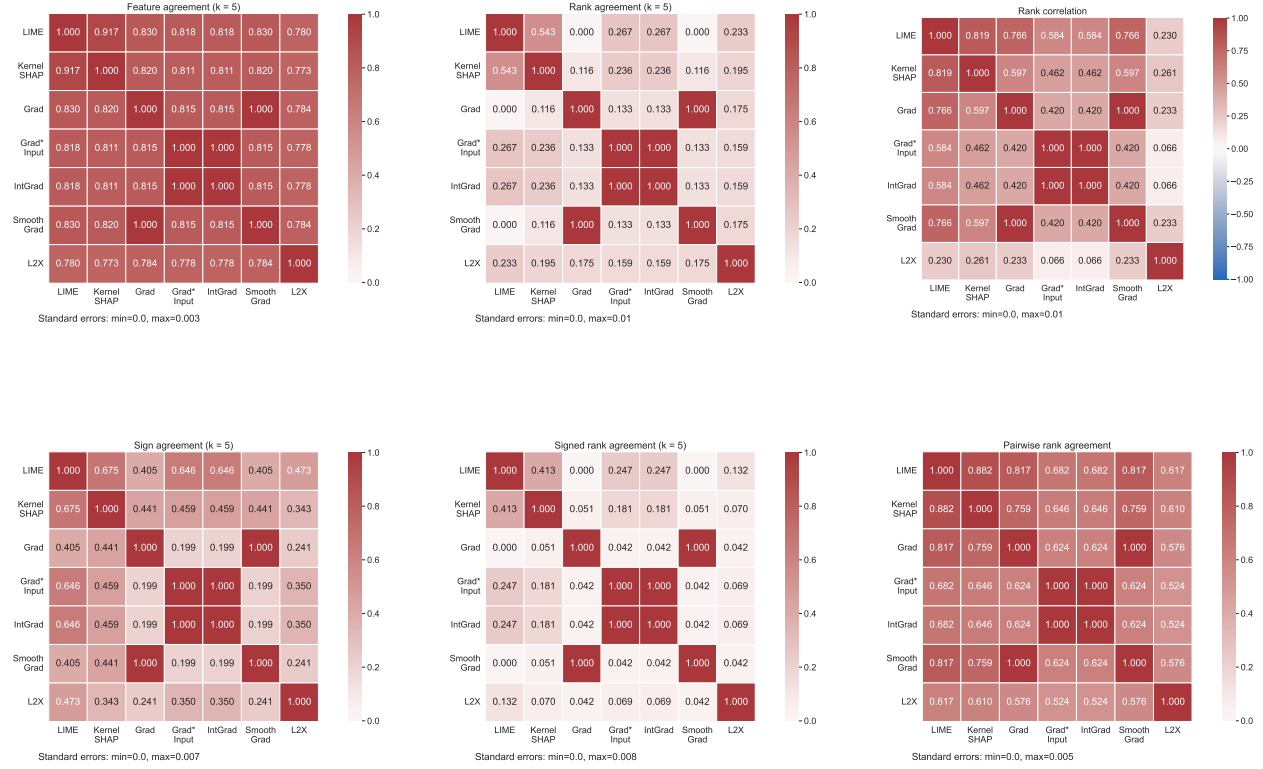 Feature agreement (k = 5)
LIME 1.000 0.917 0.830 0.818 0.818 0.830 0.780
Kernel
SHAP 0.917 1.000 0.820 0.811 0.811 0.820 0.773
Grad 0.830 0.820 1.000 0.815 0.815 1.000 0.784
Grad*
Input 0.818 0.811 0.815 1.000 1.000 0.815 0.778
IntGrad 0.818 0.811 0.815 1.000 1.000 0.815 0.778
Smooth
Grad 0.830 0.820 1.000 0.815 0.815 1.000 0.784
L2X 0.780 0.773 0.784 0.778 0.778 0.784 1.000
LIME Kernel SHAP Grad Grad* Input IntGrad Smooth Grad L2X
1.0
0.8
0.6
0.4
0.2
0.0
Standard errors: min=0.0, max=0.003
Rank agreement (k = 5)
LIME 1.000 0.543 0.000 0.267 0.267 0.000 0.233
Kernel
SHAP 0.543 1.000 0.116 0.236 0.236 0.116 0.195
Grad 0.000 0.116 1.000 0.133 0.133 1.000 0.175
Grad*
Input 0.267 0.236 0.133 1.000 1.000 0.133 0.159
IntGrad 0.267 0.236 0.133 1.000 1.000 0.133 0.159
Smooth
Grad 0.000 0.116 1.000 0.133 0.133 1.000 0.175
L2X 0.233 0.195 0.175 0.159 0.159 0.175 1.000
LIME Kernel SHAP Grad Grad* Input IntGrad Smooth Grad L2X
1.0
0.8
0.6
0.4
0.2
0.0
Standard errors: min=0.0, max=0.01
Rank correlation
LIME 1.000 0.819 0.766 0.584 0.584 0.766 0.230
Kernel
SHAP 0.819 1.000 0.597 0.462 0.462 0.597 0.261
Grad 0.766 0.597 1.000 0.420 0.420 1.000 0.233
Grad*
Input 0.584 0.462 0.420 1.000 1.000 0.420 0.066
IntGrad 0.584 0.462 0.420 1.000 1.000 0.420 0.066
Smooth
Grad 0.766 0.597 1.000 0.420 0.420 1.000 0.233
L2X 0.230 0.261 0.233 0.066 0.066 0.233 1.000
LIME Kernel SHAP Grad Grad* Input IntGrad Smooth Grad L2X
1.00
0.75
0.50
0.25
0.00
−0.25
−0.50
−0.75
−1.00
Standard errors: min=0.0, max=0.01
Sign agreement (k = 5)
LIME 1.000 0.675 0.405 0.646 0.646 0.405 0.473
Kernel
SHAP 0.675 1.000 0.441 0.459 0.459 0.441 0.343
Grad 0.405 0.441 1.000 0.199 0.199 1.000 0.241
Grad*
Input 0.646 0.459 0.199 1.000 1.000 0.199 0.350
IntGrad 0.646 0.459 0.199 1.000 1.000 0.199 0.350
Smooth
Grad 0.405 0.441 1.000 0.199 0.199 1.000 0.241
L2X 0.473 0.343 0.241 0.350 0.350 0.241 1.000
LIME Kernel SHAP Grad Grad* Input IntGrad Smooth Grad L2X
1.0
0.8
0.6
0.4
0.2
0.0
Standard errors: min=0.0, max=0.007
Signed rank agreement (k = 5)
LIME 1.000 0.413 0.000 0.247 0.247 0.000 0.132
Kernel
SHAP 0.413 1.000 0.051 0.181 0.181 0.051 0.070
Grad 0.000 0.051 1.000 0.042 0.042 1.000 0.042
Grad*
Input 0.247 0.181 0.042 1.000 1.000 0.042 0.069
IntGrad 0.247 0.181 0.042 1.000 1.000 0.042 0.069
Smooth
Grad 0.000 0.051 1.000 0.042 0.042 1.000 0.042
L2X 0.132 0.070 0.042 0.069 0.069 0.042 1.000
LIME Kernel SHAP Grad Grad* Input IntGrad Smooth Grad L2X
1.0
0.8
0.6
0.4
0.2
0.0
Standard errors: min=0.0, max=0.008
Pairwise rank agreement
LIME 1.000 0.882 0.817 0.682 0.682 0.817 0.617
Kernel
SHAP 0.882 1.000 0.759 0.646 0.646 0.759 0.610
Grad 0.817 0.759 1.000 0.624 0.624 1.000 0.576
Grad*
Input 0.682 0.646 0.624 1.000 1.000 0.624 0.524
IntGrad 0.682 0.646 0.624 1.000 1.000 0.624 0.524
Smooth
Grad 0.817 0.759 1.000 0.624 0.624 1.000 0.576
L2X 0.617 0.610 0.576 0.524 0.524 0.576 1.000
LIME Kernel SHAP Grad Grad* Input IntGrad Smooth Grad L2X
1.0
0.8
0.6
0.4
0.2
0.0
Standard errors: min=0.0, max=0.005